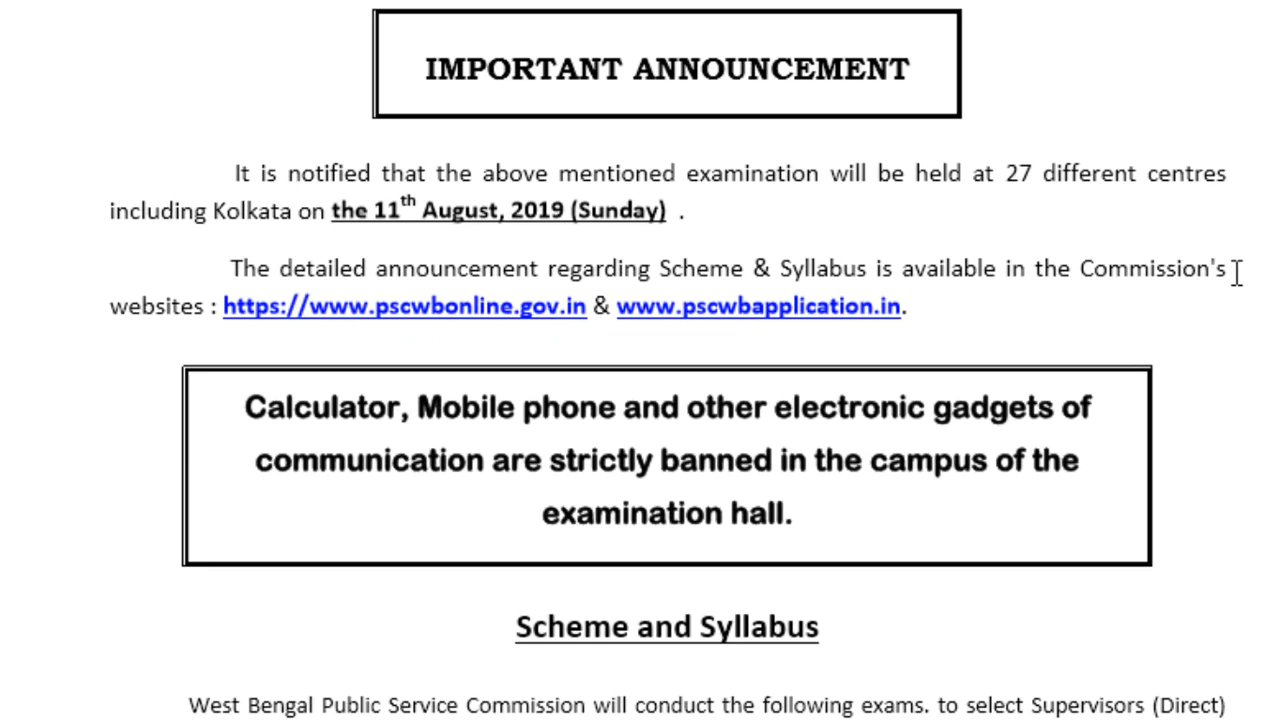 IMPORTANT ANNOUNCEMENT
It is notified that the above mentioned examination will be held at 27 different centres
including Kolkata on the 11th August, 2019 (Sunday) .
The detailed announcement regarding Scheme & Syllabus is available in the Commission's
websites : https://www.pscwbonline.gov.in & www.pscwbapplication.in.
Calculator, Mobile phone and other electronic gadgets of
communication are strictly banned in the campus of the
examination hall.
Scheme and Syllabus
West Bengal Public Service Commission will conduct the following exams. to select Supervisors (Direct)